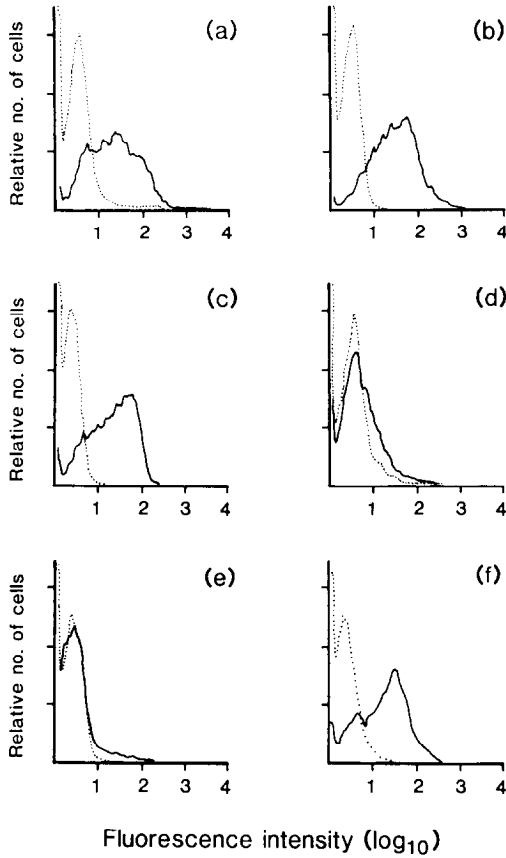 (a)
Relative no. of cells
1 2 3 4
(b)
1 2 3 4
(c)
Relative no. of cells
1 2 3 4
(d)
1 2 3 4
(e)
Relative no. of cells
1 2 3 4
(f)
1 2 3 4
Fluorescence intensity (log10)